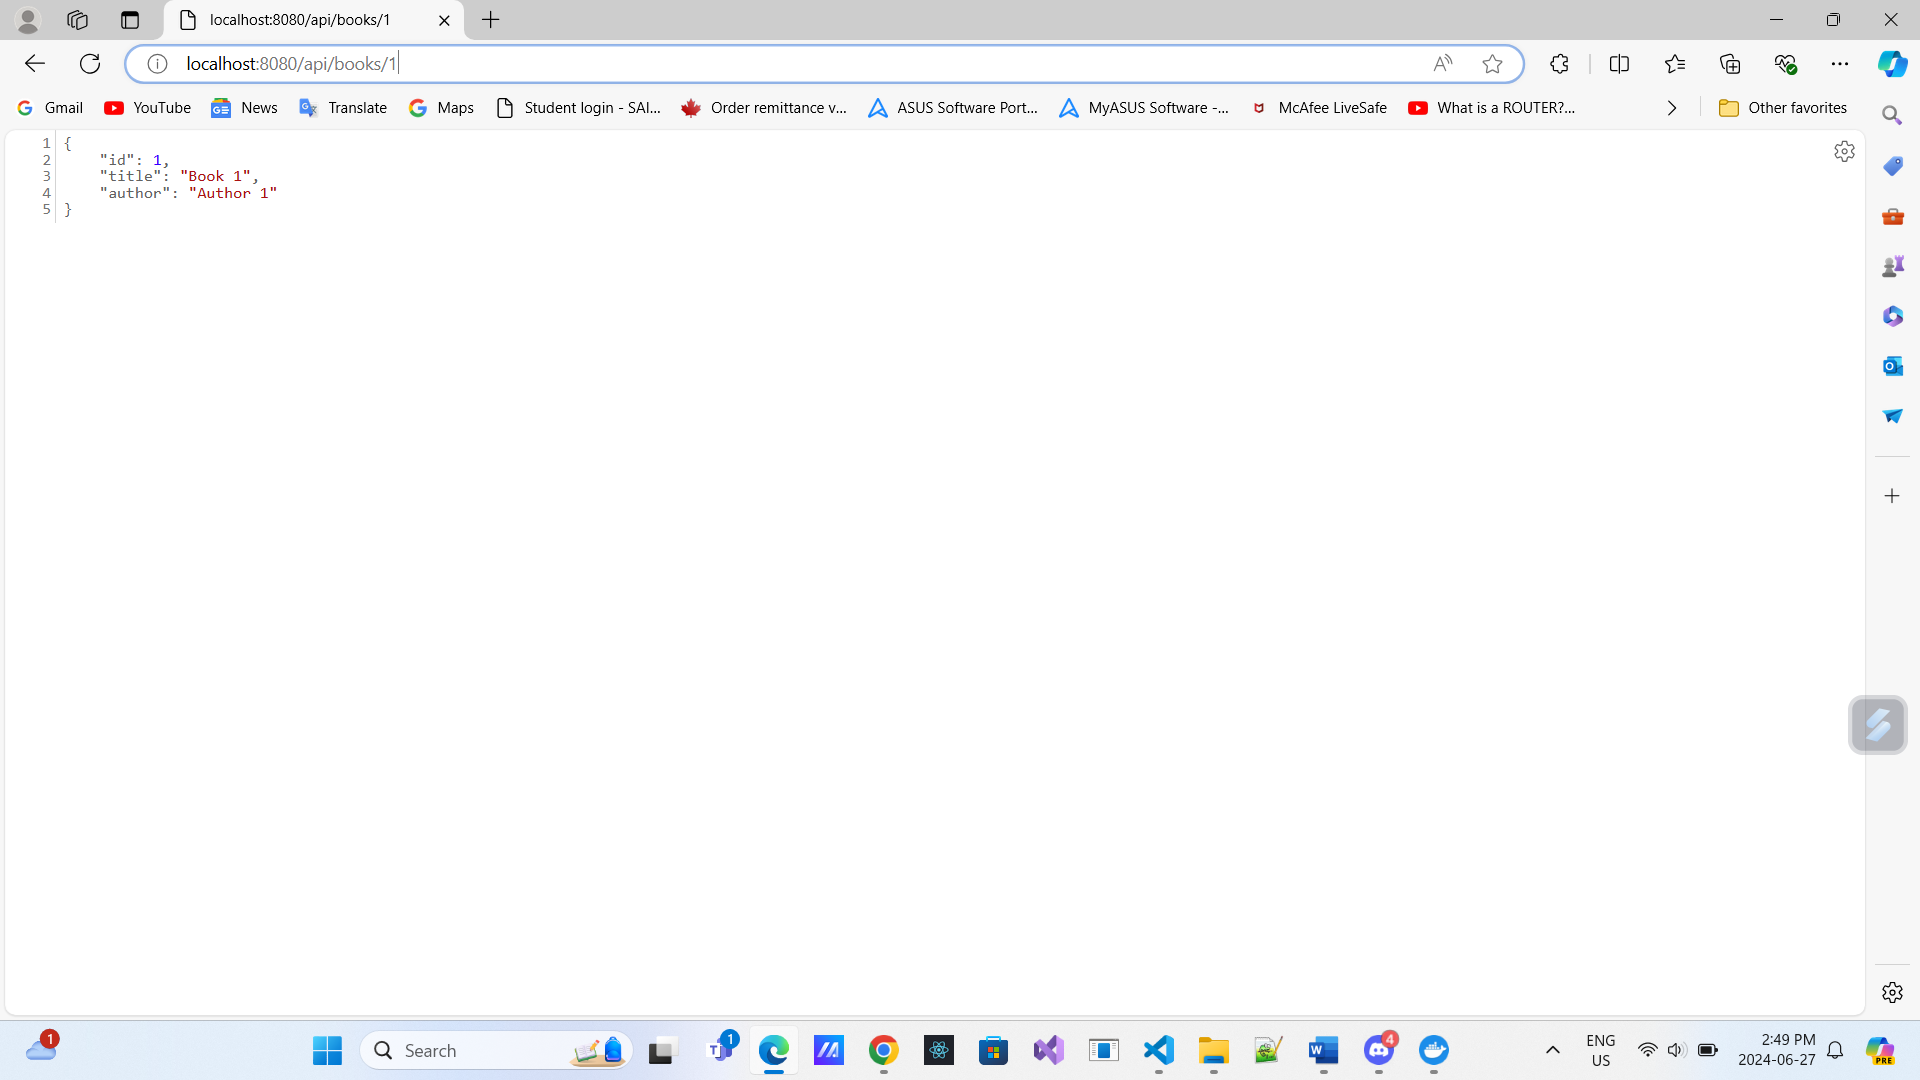 localhost:8080/api/books/1
localhost:8080/api/books/1
Gmail YouTube News Translate Maps Student login - SAI... Order remittance v... ASUS Software Port... MyASUS Software -... McAfee LiveSafe What is a ROUTER?... Other favorites
1 {
2 "id": 1,
3 "title": "Book 1",
4 "author": "Author 1"
5 }
1 Search 1 4 ENG 2:49 PM
US 2024-06-27 PRE